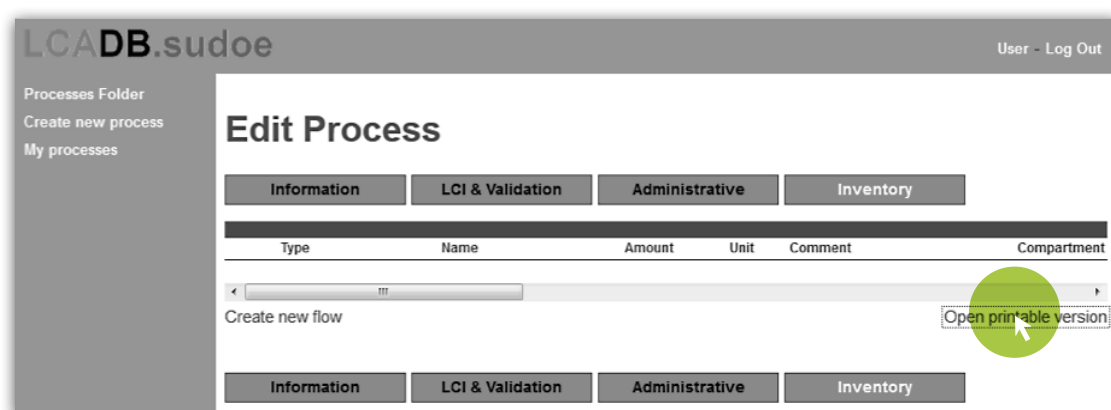 LCADB.sudoe
User - Log Out
Processes Folder
Create new process
My processes
Edit Process
Information LCI & Validation Administrative Inventory
Type Name Amount Unit Comment Compartment
Create new flow Open printable version
Information LCI & Validation Administrative Inventory